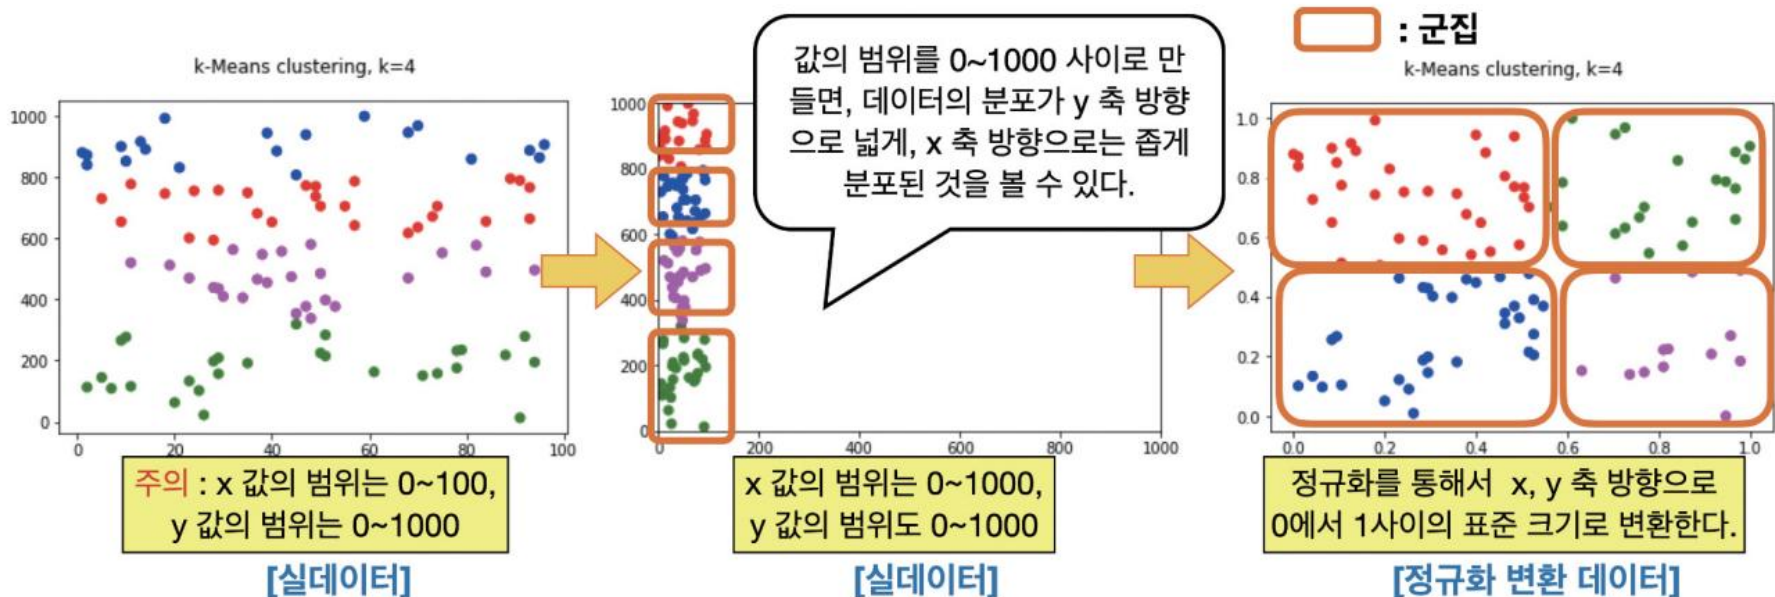 k-Means clustering, k=4
1000
800
600
400
200
0
0 20 40 60 80 100
주의 : x 값의 범위는 0~100,
y 값의 범위는 0~1000
[실데이터]
값의 범위를 0~1000 사이로 만
들면, 데이터의 분포가 y 축 방향
으로 넓게, x 축 방향으로는 좁게
분포된 것을 볼 수 있다.
1000
800
600
400
200
0
0 200 400 600 800 1000
x 값의 범위는 0~1000,
y 값의 범위도 0~1000
[실데이터]
: 군집
k-Means clustering, k=4
1.0
0.8
0.6
0.4
0.2
0.0
0.0 0.2 0.4 0.6 0.8 1.0
정규화를 통해서 x, y 축 방향으로
0에서 1사이의 표준 크기로 변환한다.
[정규화 변환 데이터]